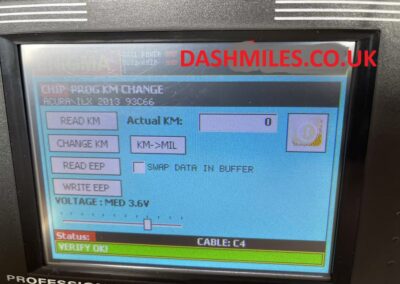 DASHMILES.CO.UK
CHIP: PROG KM CHANGE
ACURA\ILX 2013 93C66
READ KM
Actual KM:
0
CHANGE KM
KM->MIL
READ EEP
SWAP DATA IN BUFFER
WRITE EEP
VOLTAGE : MED 3.6V
Status:
CABLE: C4
VERIFY OK!